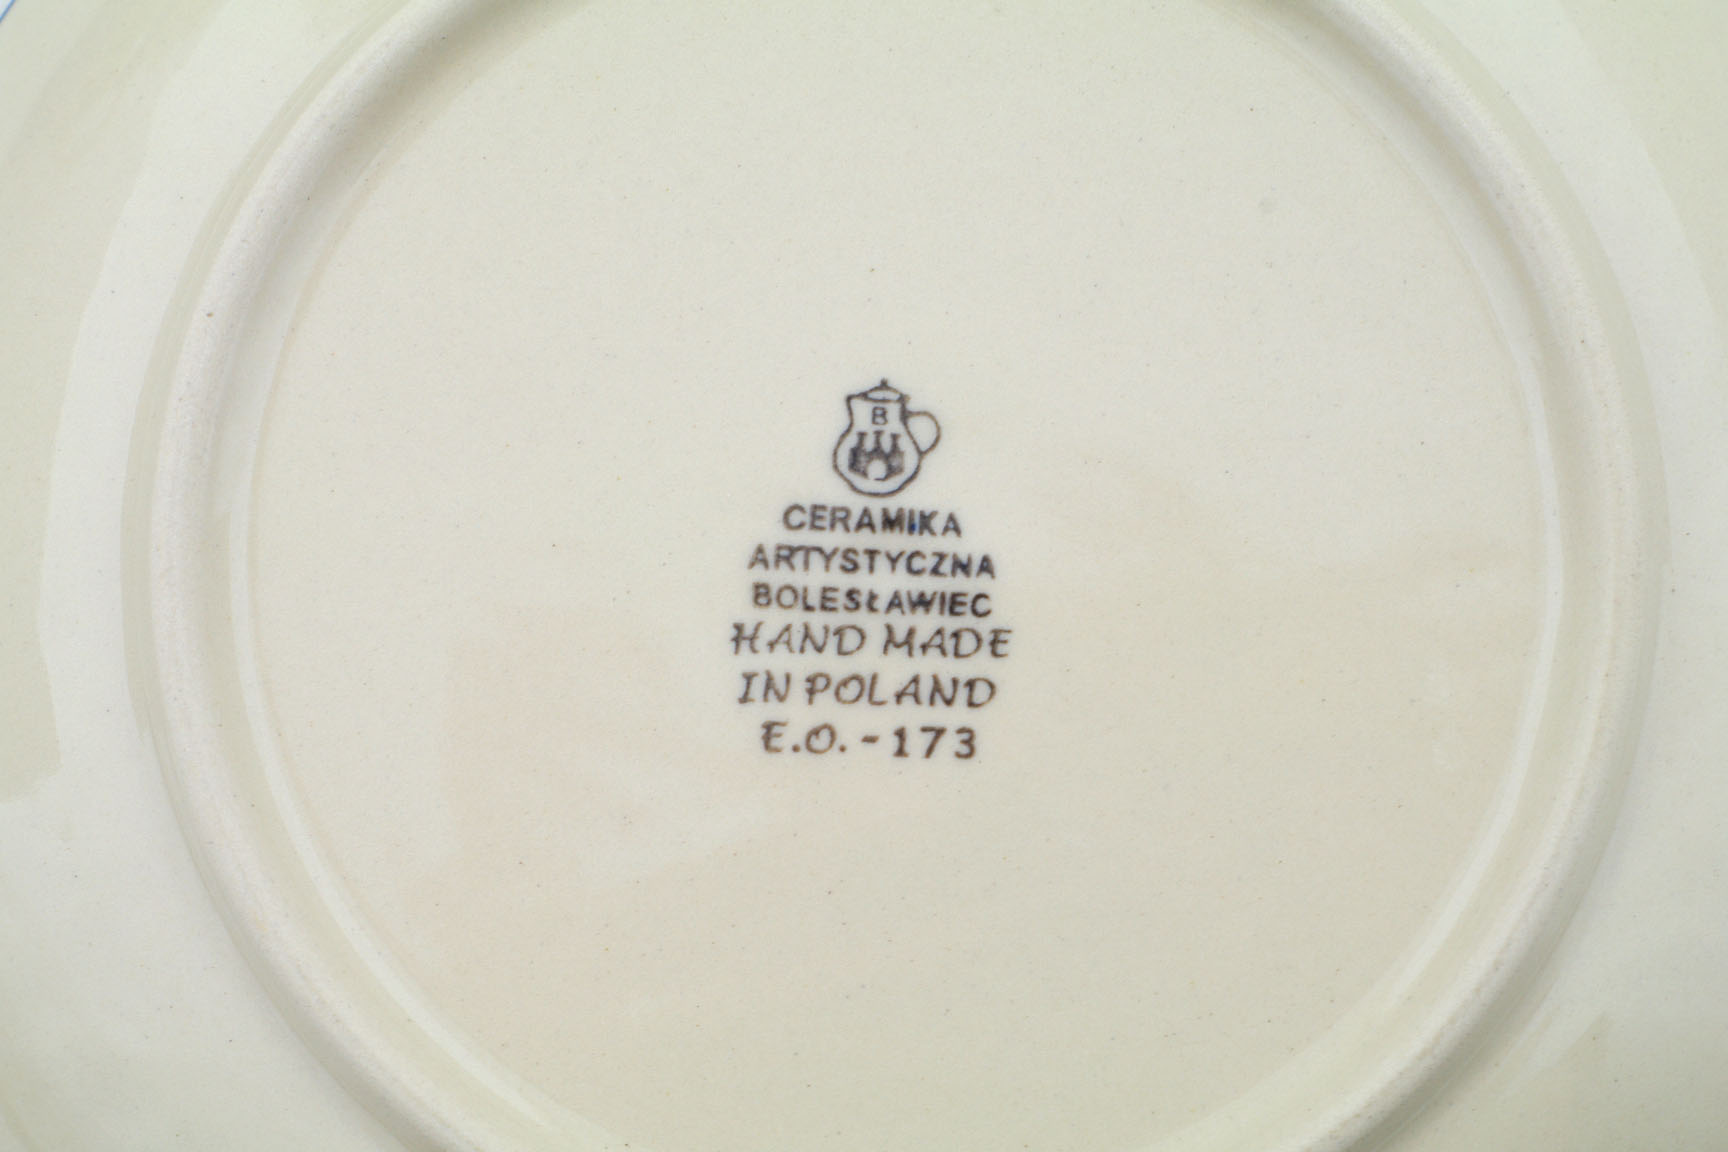 B
CERAMIKA
ARTYSTYCZNA
BOLESŁAWIEC
HAND MADE
IN POLAND
E.O. - 173